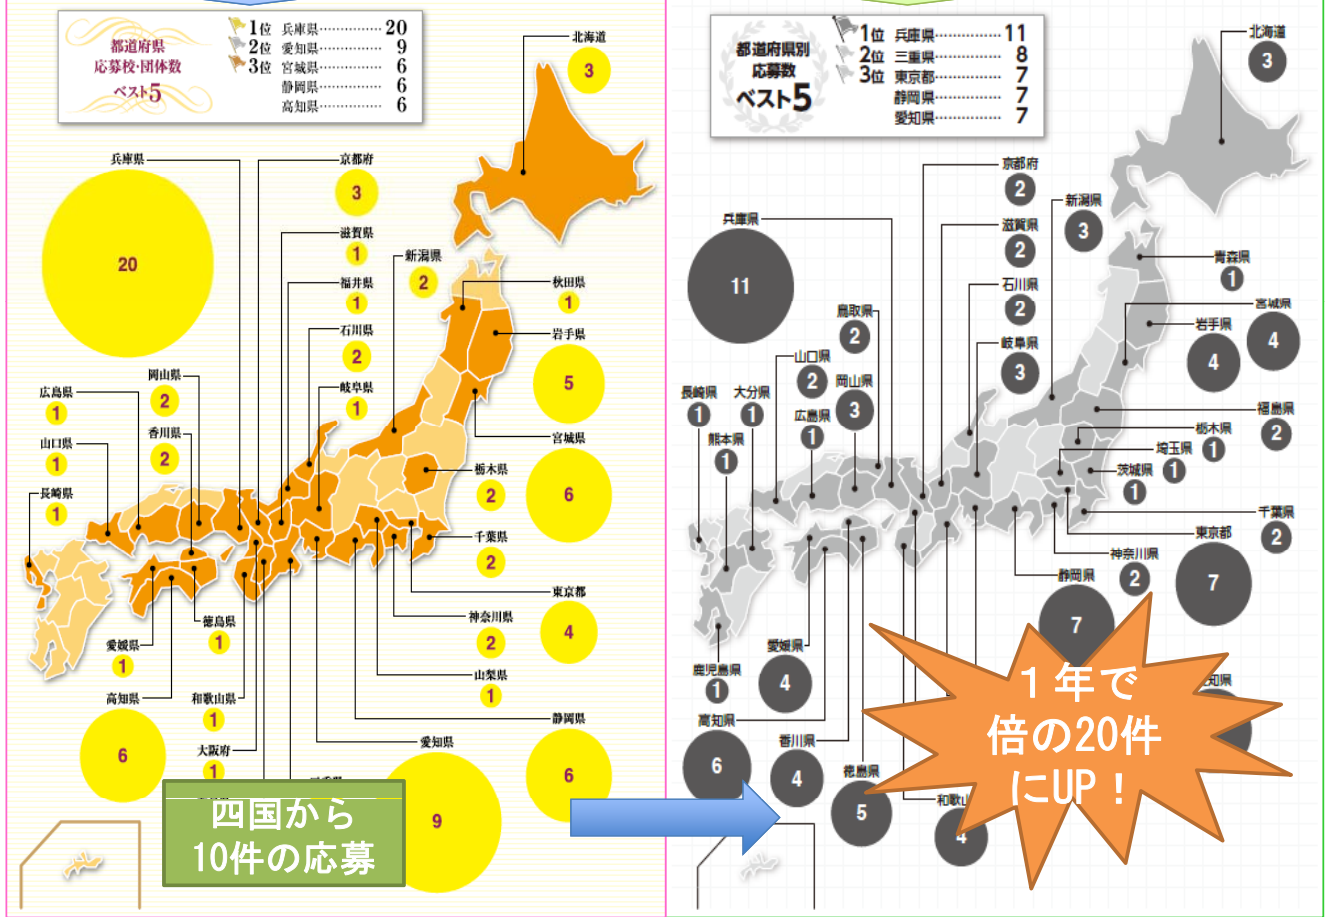 都道府県
応募校・団体数
ベスト5
1位 兵庫県 20
2位 愛知県 9
3位 宮城県 6
静岡県 6
高知県 6
北海道
3
兵庫県
20
京都府
3
滋賀県
1
福井県
1
石川県
2
岐阜県
1
新潟県
2
秋田県
1
岩手県
5
宮城県
6
栃木県
2
千葉県
2
東京都
4
神奈川県
2
山梨県
1
静岡県
6
愛知県
9
岡山県
2
広島県
1
香川県
2
山口県
1
長崎県
1
徳島県
1
愛媛県
1
高知県
6
和歌山県
1
大阪府
1
四国から
10件の応募
都道府県別
応募数
ベスト5
1位 兵庫県 11
2位 三重県 8
3位 東京都 7
静岡県 7
愛知県 7
北海道
3
京都府
2
新潟県
3
兵庫県
11
滋賀県
2
石川県
2
岐阜県
3
青森県
1
宮城県
4
岩手県
4
鳥取県
2
山口県
2
岡山県
3
長崎県
1
大分県
1
広島県
1
熊本県
1
福島県
2
栃木県
1
埼玉県
1
茨城県
1
千葉県
2
東京都
7
神奈川県
2
静岡県
7
鹿児島県
1
愛媛県
4
高知県
6
香川県
4
徳島県
5
和歌山
4
知県
1年で
倍の20件
にUP！